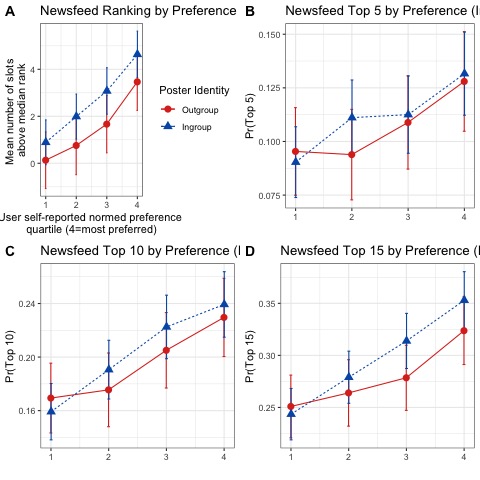 A
Newsfeed Ranking by Preference
Mean number of slots
above median rank
4
2
0
1
2
3
4
User self-reported normed preference
quartile (4=most preferred)
Poster Identity
Outgroup
Ingroup
B
Newsfeed Top 5 by Preference (I
Pr(Top 5)
0.150
0.125
0.100
0.075
1
2
3
4
C
Newsfeed Top 10 by Preference (I
Pr(Top 10)
0.24
0.20
0.16
1
2
3
4
D
Newsfeed Top 15 by Preference (I
Pr(Top 15)
0.35
0.30
0.25
1
2
3
4